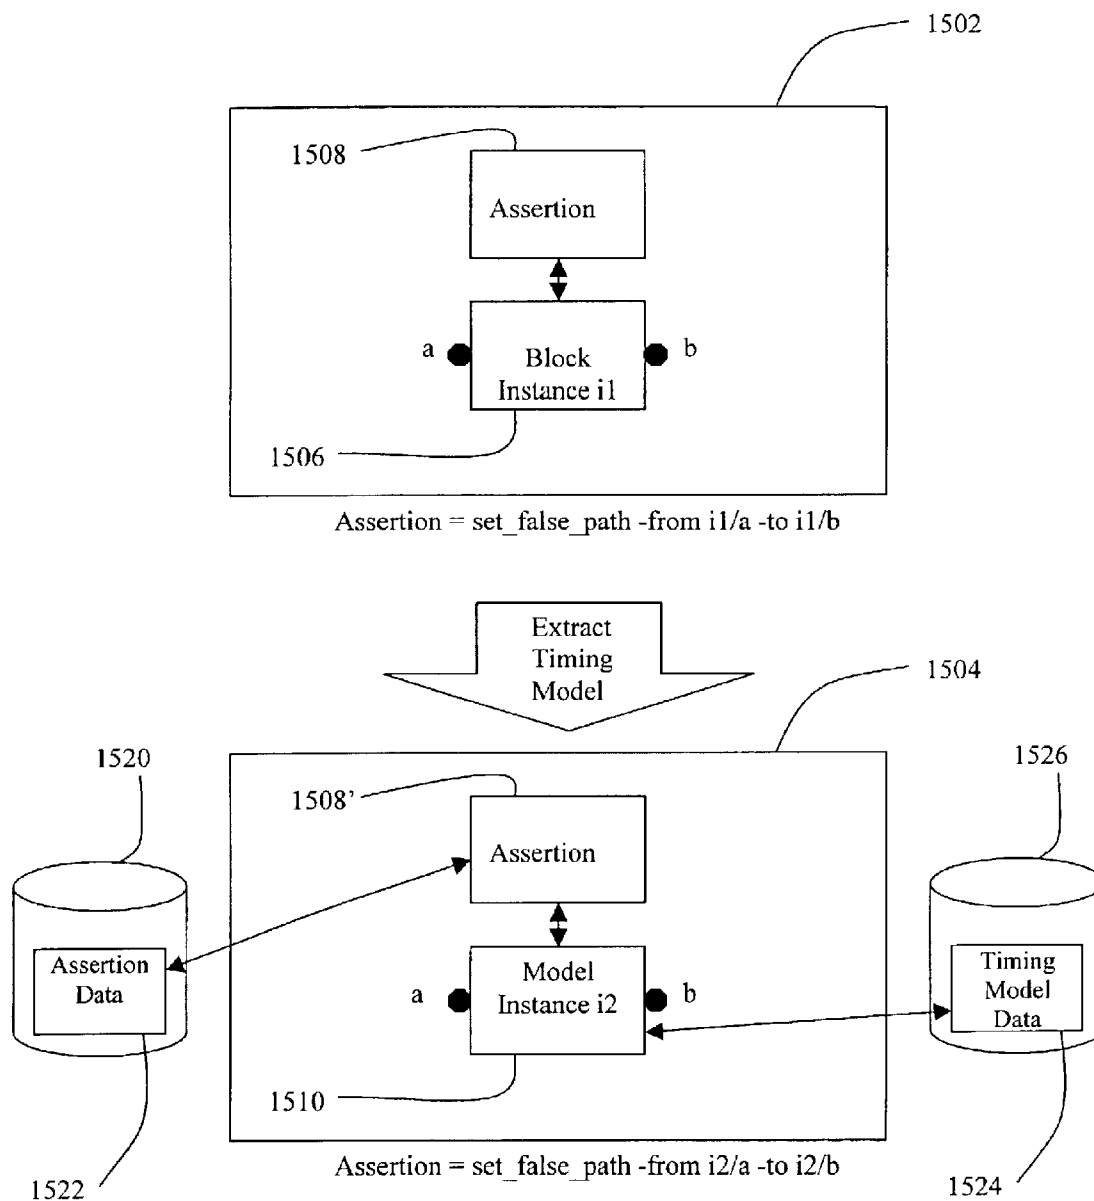 1502
1508
Assertion
a
b
Block
Instance i1
1506
Assertion = set_false_path -from i1/a -to i1/b
Extract
Timing
Model
1504
1520
1526
1508’
Assertion
Assertion
Data
Model
Instance i2
a
b
Timing
Model
Data
1510
1522
1524
Assertion = set_false_path -from i2/a -to i2/b